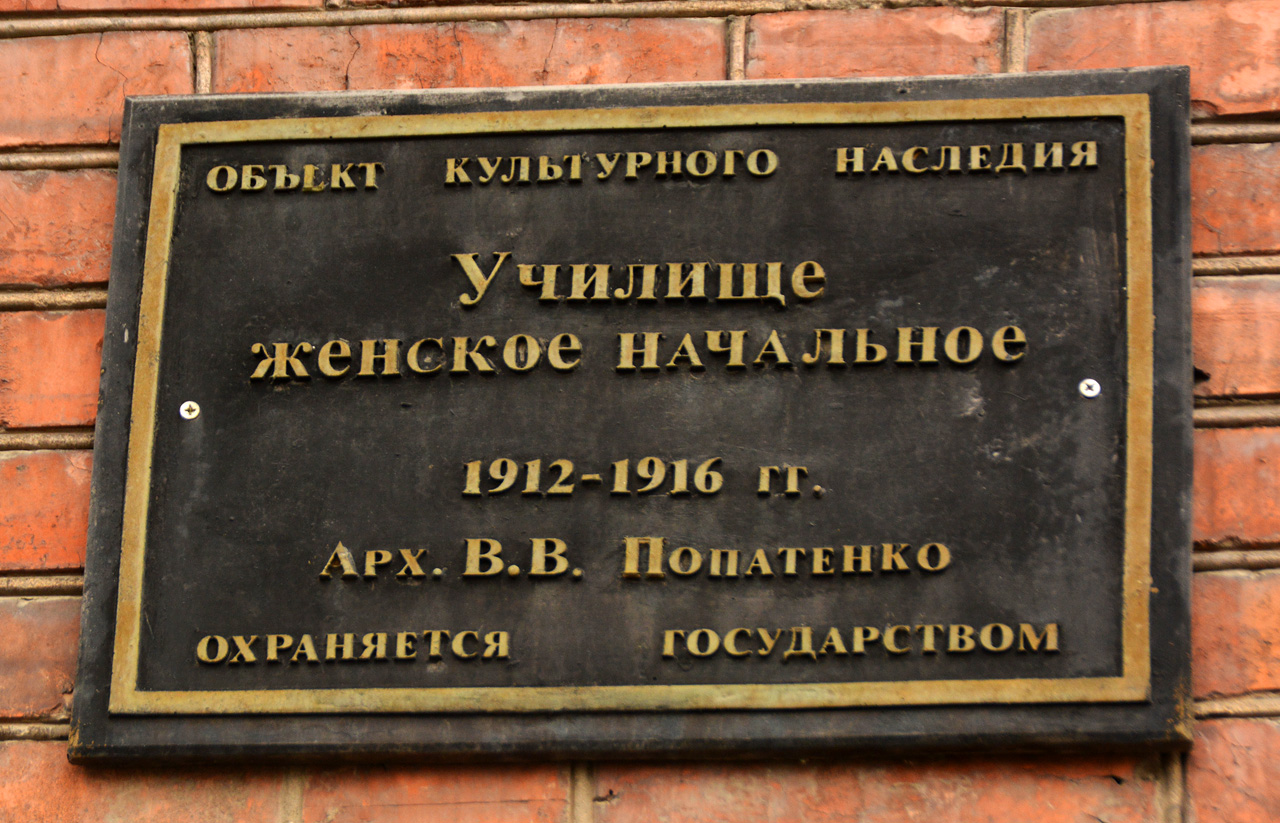 ОБЪЕКТ КУЛЬТУРНОГО НАСЛЕДИЯ
Училище
женское начальное
1912-1916 гг.
Арх. В.В. Попатенко
ОХРАНЯЕТСЯ ГОСУДАРСТВОМ